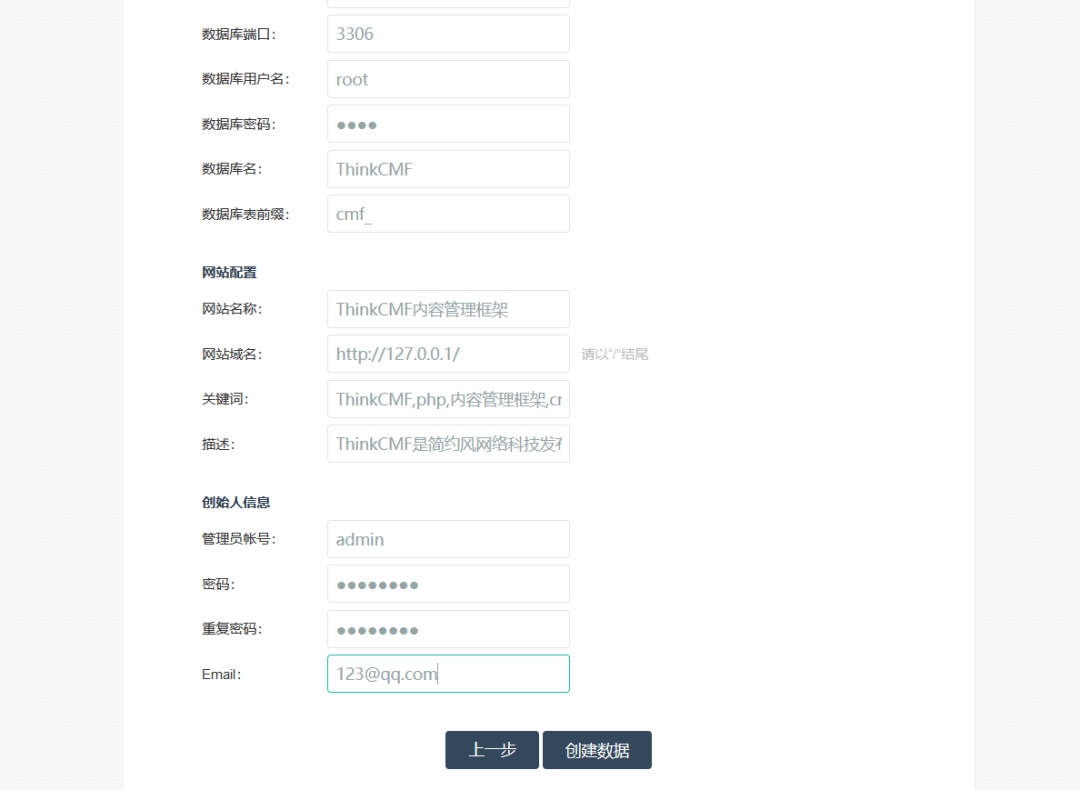 数据库端口: 3306
数据库用户名: root
数据库密码: ●●●●
数据库名: ThinkCMF
数据库表前缀: cmf_
网站配置
网站名称: ThinkCMF内容管理框架
网站域名: http://127.0.0.1/ 请以"/"结尾
关键词: ThinkCMF,php,内容管理框架,cr
描述: ThinkCMF是简约风网络科技发布
创始人信息
管理员帐号: admin
密码: ●●●●●●●●
重复密码: ●●●●●●●●
Email: 123@qq.com
上一步 创建数据